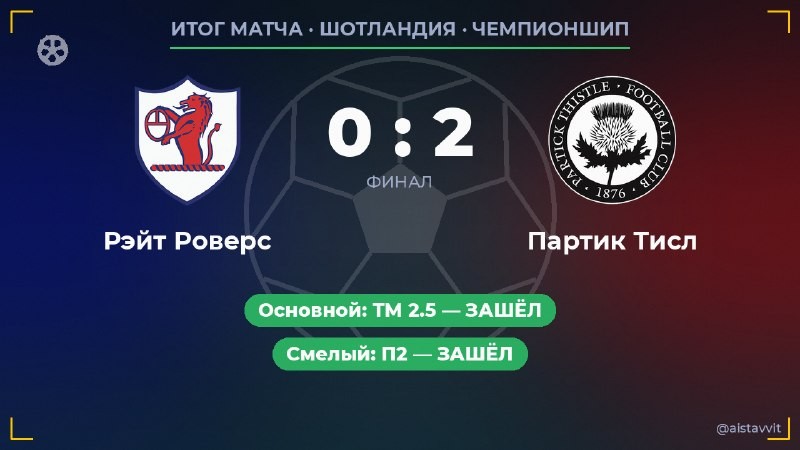 ИТОГ МАТЧА · ШОТЛАНДИЯ · ЧЕМПИОНШИП
0 : 2
ФИНАЛ
PARTICK THISTLE · FOOTBALL CLUB
· 1876 ·
Рэйт Роверс
Партик Тисл
Основной: ТМ 2.5 — ЗАШЁЛ
Смелый: П2 — ЗАШЁЛ
@aistavvit